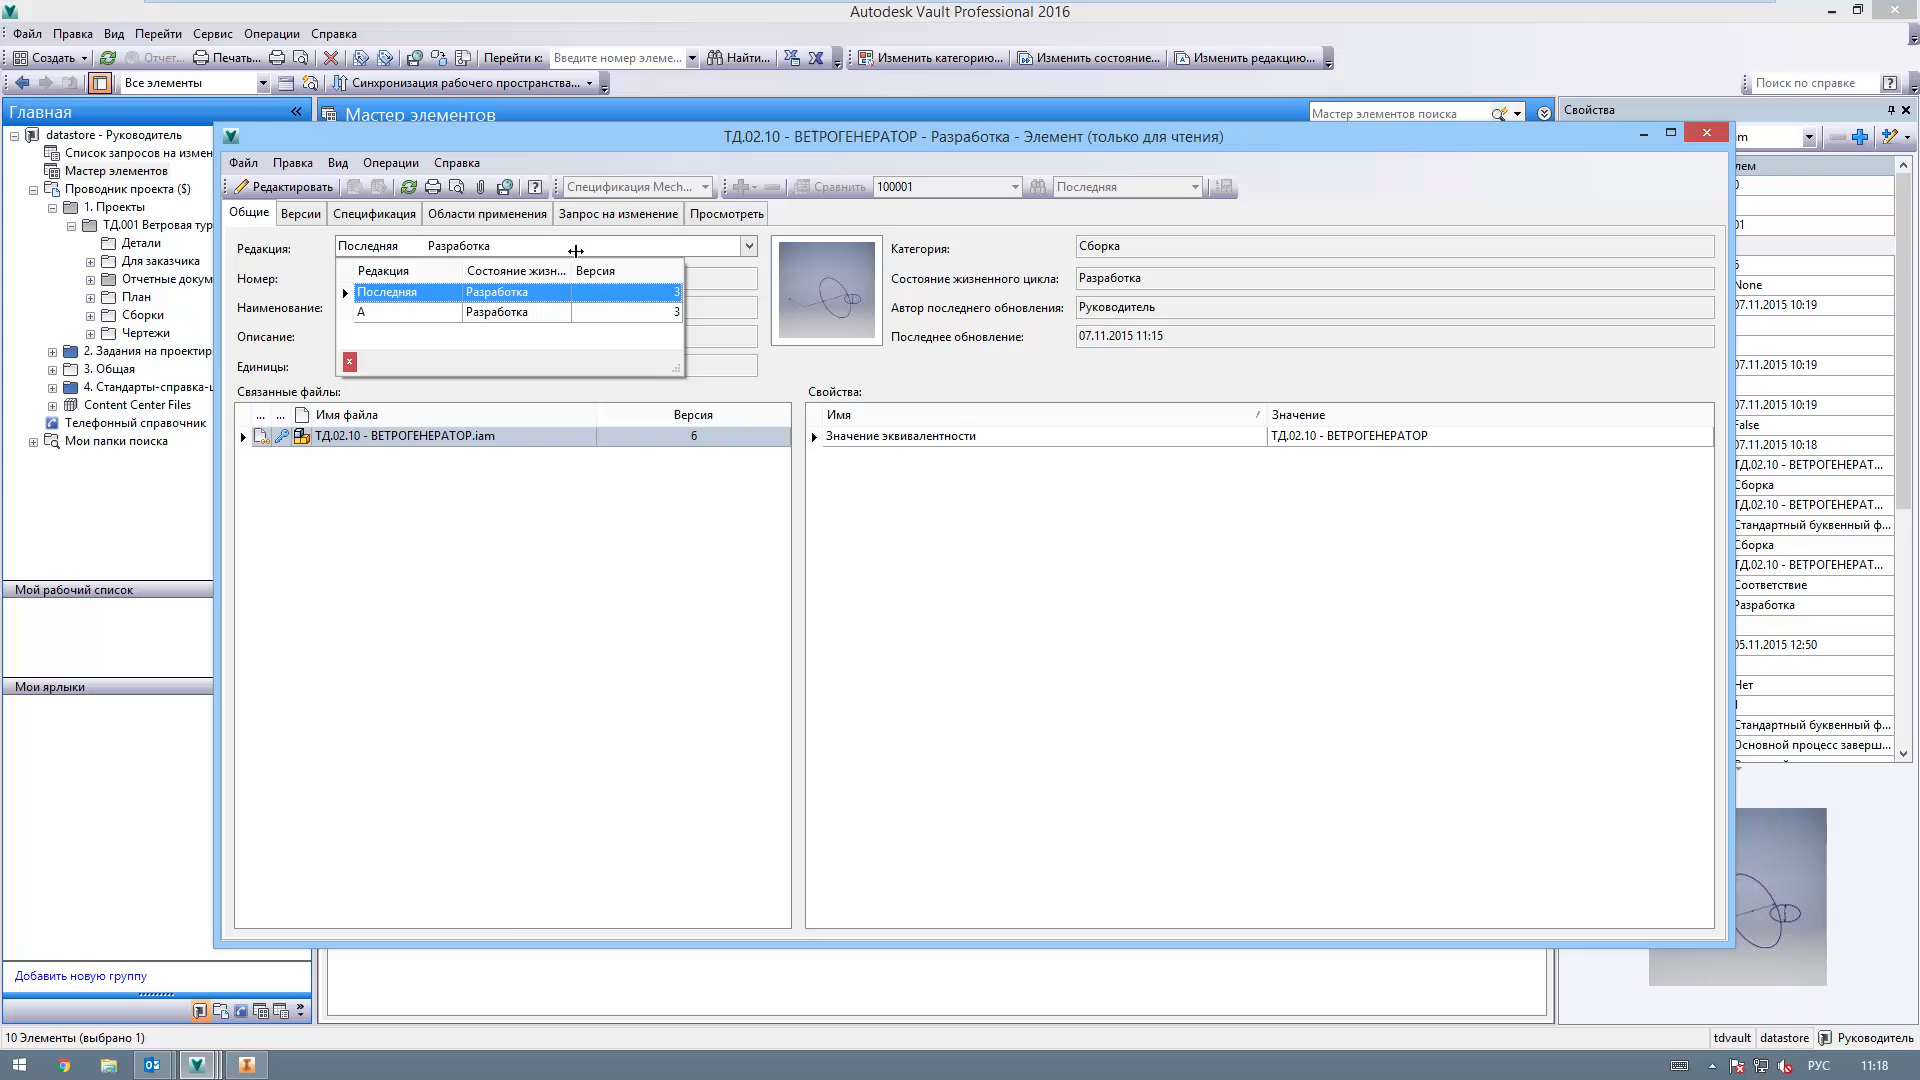 Autodesk Vault Professional 2016
Файл Правка Вид Перейти Сервис Операции Справка
Создать Отчет... Печать... Перейти к: Введите номер элеме... Найти... Изменить категорию... Изменить состояние... Изменить редакцию...
Все элементы Синхронизация рабочего пространства... Поиск по справке
Главная
Мастер элементов
Мастер элементов поиска
Свойства
datastore - Руководитель
Список запросов на измен
Мастер элементов
Проводник проекта ($)
1. Проекты
ТД.001 Ветровая тур
Детали
Для заказчика
Отчетные докум
План
Сборки
Чертежи
2. Задания на проектир
3. Общая
4. Стандарты-справка-ц
Content Center Files
Телефонный справочник
Мои папки поиска
Мой рабочий список
Мои ярлыки
Добавить новую группу
ТД.02.10 - ВЕТРОГЕНЕРАТОР - Разработка - Элемент (только для чтения)
Файл Правка Вид Операции Справка
Редактировать Спецификация Mech... Сравнить 100001 Последняя
Общие Версии Спецификация Области применения Запрос на изменение Просмотреть
Редакция: Последняя Разработка
Редакция Состояние жизн... Версия
Последняя Разработка 3
A Разработка 3
Номер:
Наименование:
Описание:
Единицы:
Категория: Сборка
Состояние жизненного цикла: Разработка
Автор последнего обновления: Руководитель
Последнее обновление: 07.11.2015 11:15
Связанные файлы:
... ... Имя файла Версия
ТД.02.10 - ВЕТРОГЕНЕРАТОР.iam 6
Свойства:
Имя / Значение
Значение эквивалентности ТД.02.10 - ВЕТРОГЕНЕРАТОР
None
07.11.2015 10:19
07.11.2015 10:19
07.11.2015 10:19
False
07.11.2015 10:18
ТД.02.10 - ВЕТРОГЕНЕРАТ...
Сборка
ТД.02.10 - ВЕТРОГЕНЕРАТ...
Стандартный буквенный ф...
Сборка
ТД.02.10 - ВЕТРОГЕНЕРАТ...
Соответствие
Разработка
05.11.2015 12:50
Нет
Стандартный буквенный ф...
Основной процесс заверш...
10 Элементы (выбрано 1)
tdvault datastore Руководитель
РУС 11:18